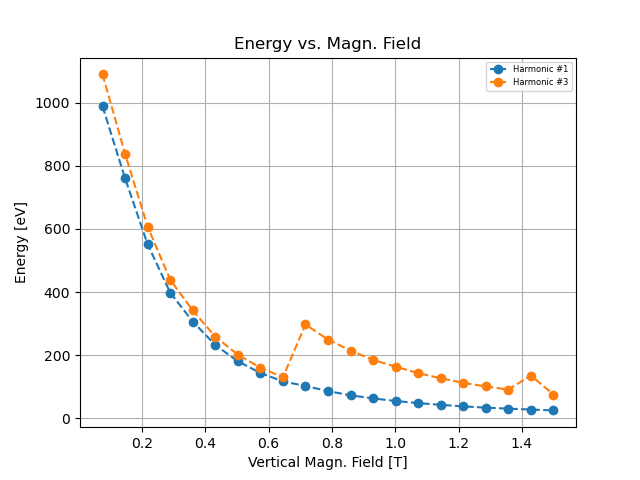 Energy vs. Magn. Field
Harmonic #1
Harmonic #3
Energy [eV]
1000
800
600
400
200
0
0.2 0.4 0.6 0.8 1.0 1.2 1.4
Vertical Magn. Field [T]